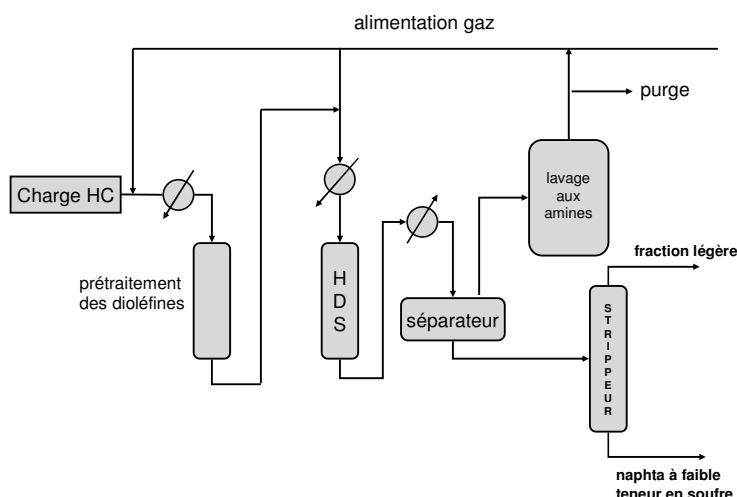 alimentation gaz
purge
Charge HC
lavage
aux
amines
prétraitement
des dioléfines
H
D
S
séparateur
fraction légère
S
T
R
I
P
P
E
U
R
naphta à faible
teneur en soufre